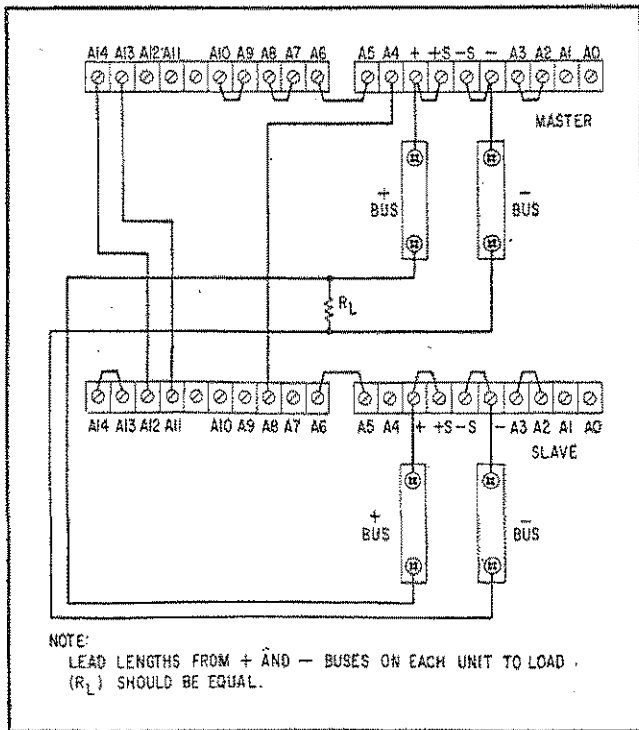 A14 A13 A12 A11 A10 A9 A8 A7 A6 A5 A4 + +S -S - A3 A2 A1 A0
MASTER
+ BUS
- BUS
RL
A14 A13 A12 A11 A10 A9 A8 A7 A6 A5 A4 + +S -S - A3 A2 A1 A0
SLAVE
+ BUS
- BUS
NOTE:
LEAD LENGTHS FROM + AND - BUSES ON EACH UNIT TO LOAD
(RL) SHOULD BE EQUAL.